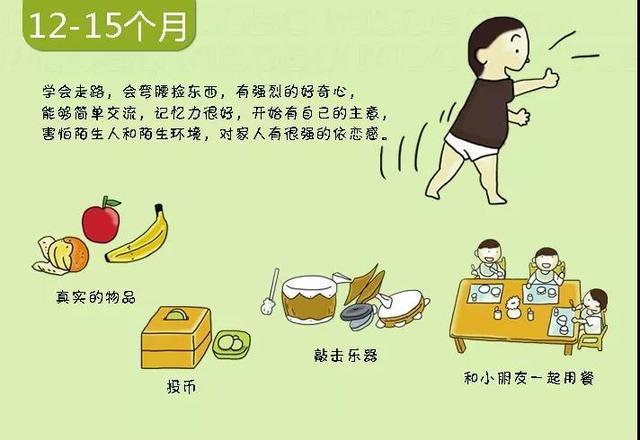 12-15个月
学会走路，会弯腰捡东西，有强烈的好奇心，
能够简单交流，记忆力很好，开始有自己的主意，
害怕陌生人和陌生环境，对家人有很强的依恋感。
真实的物品
投币
敲击乐器
和小朋友一起用餐